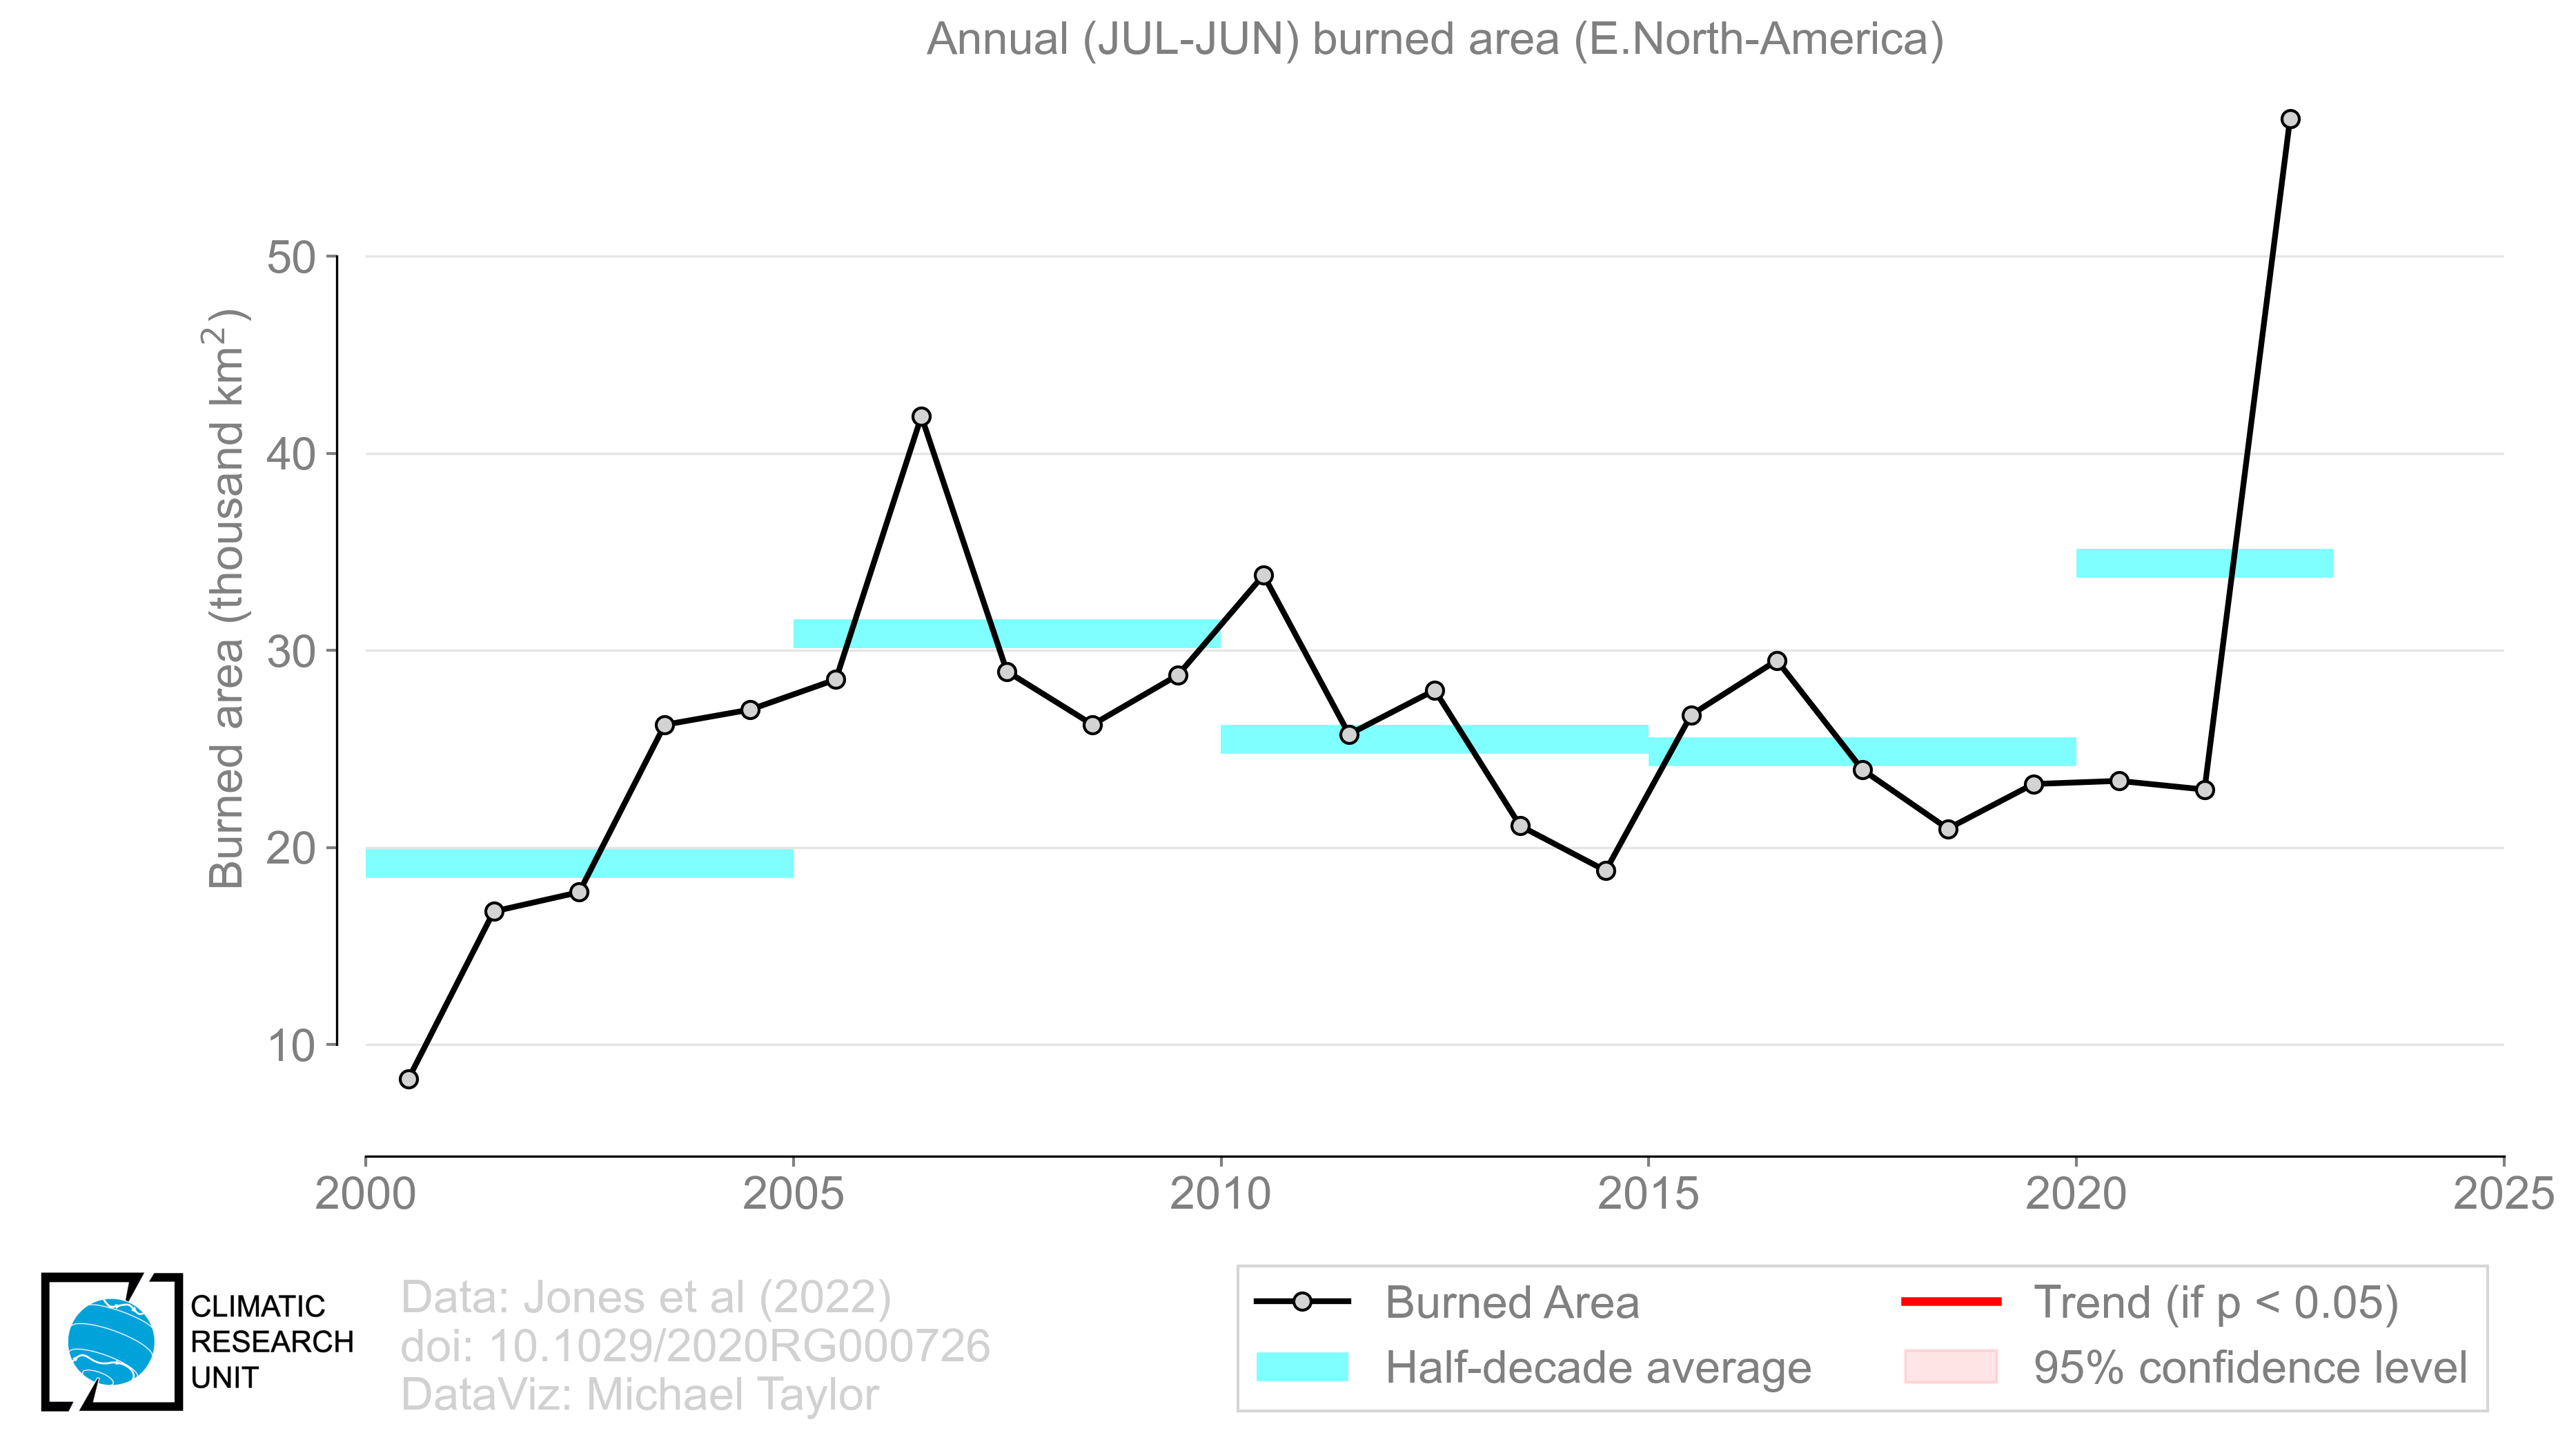 Annual (JUL-JUN) burned area (E.North-America)
Burned area (thousand km²)
50
40
30
20
10
2000 2005 2010 2015 2020 2025
CLIMATIC
RESEARCH
UNIT
Data: Jones et al (2022)
doi: 10.1029/2020RG000726
DataViz: Michael Taylor
Burned Area
Half-decade average
Trend (if p < 0.05)
95% confidence level